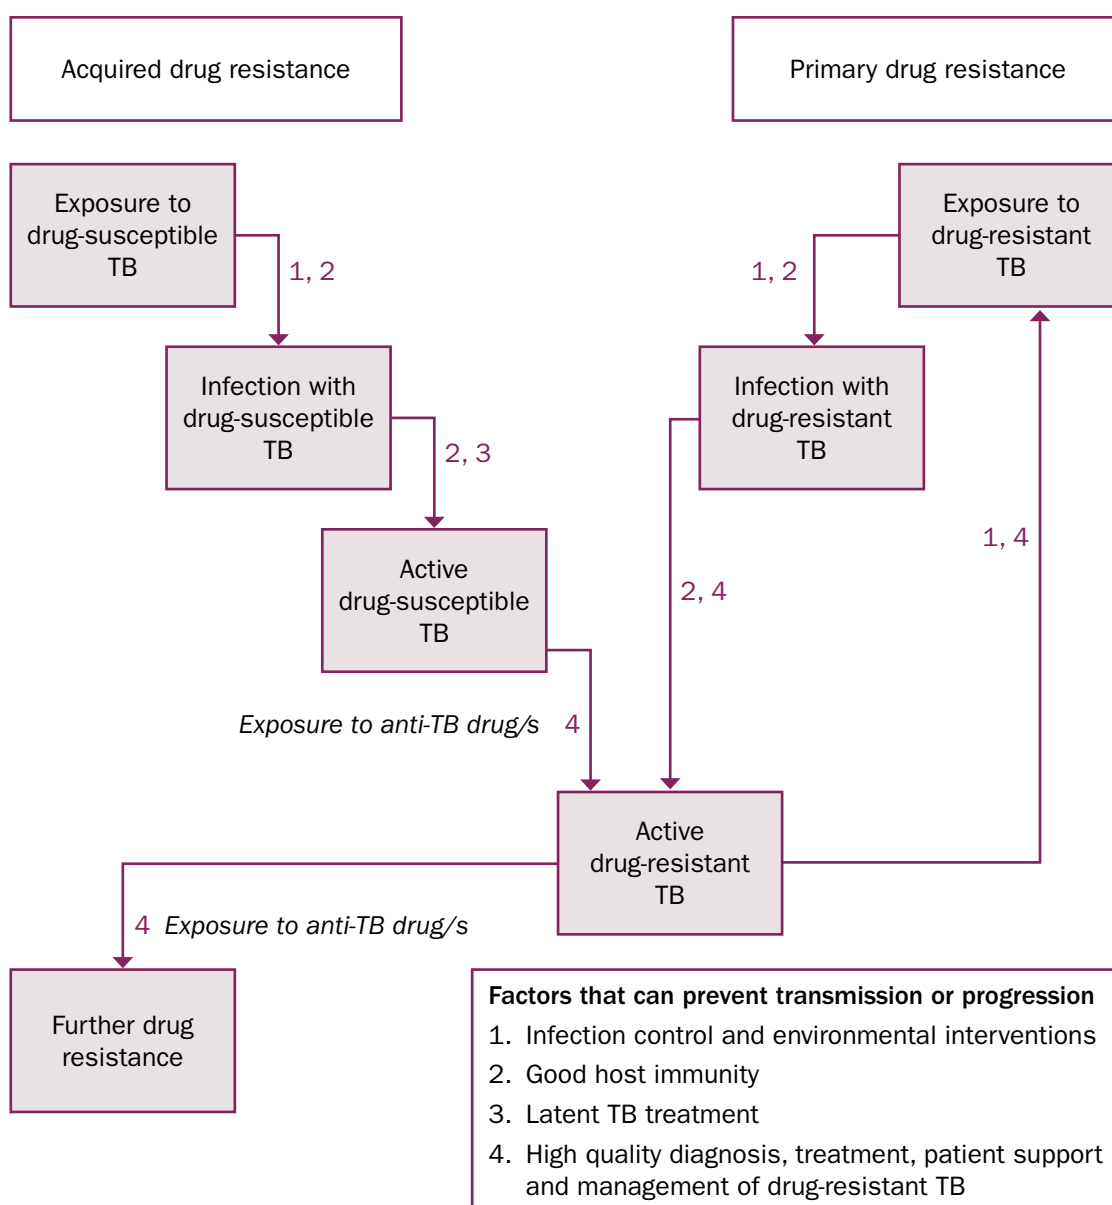 Acquired drug resistance
Primary drug resistance
Exposure to
drug-susceptible
TB
Exposure to
drug-resistant
TB
1, 2
1, 2
Infection with
drug-susceptible
TB
Infection with
drug-resistant
TB
2, 3
1, 4
Active
drug-susceptible
TB
2, 4
Exposure to anti-TB drug/s 4
Active
drug-resistant
TB
4 Exposure to anti-TB drug/s
Further drug
resistance
Factors that can prevent transmission or progression
1. Infection control and environmental interventions
2. Good host immunity
3. Latent TB treatment
4. High quality diagnosis, treatment, patient support
and management of drug-resistant TB